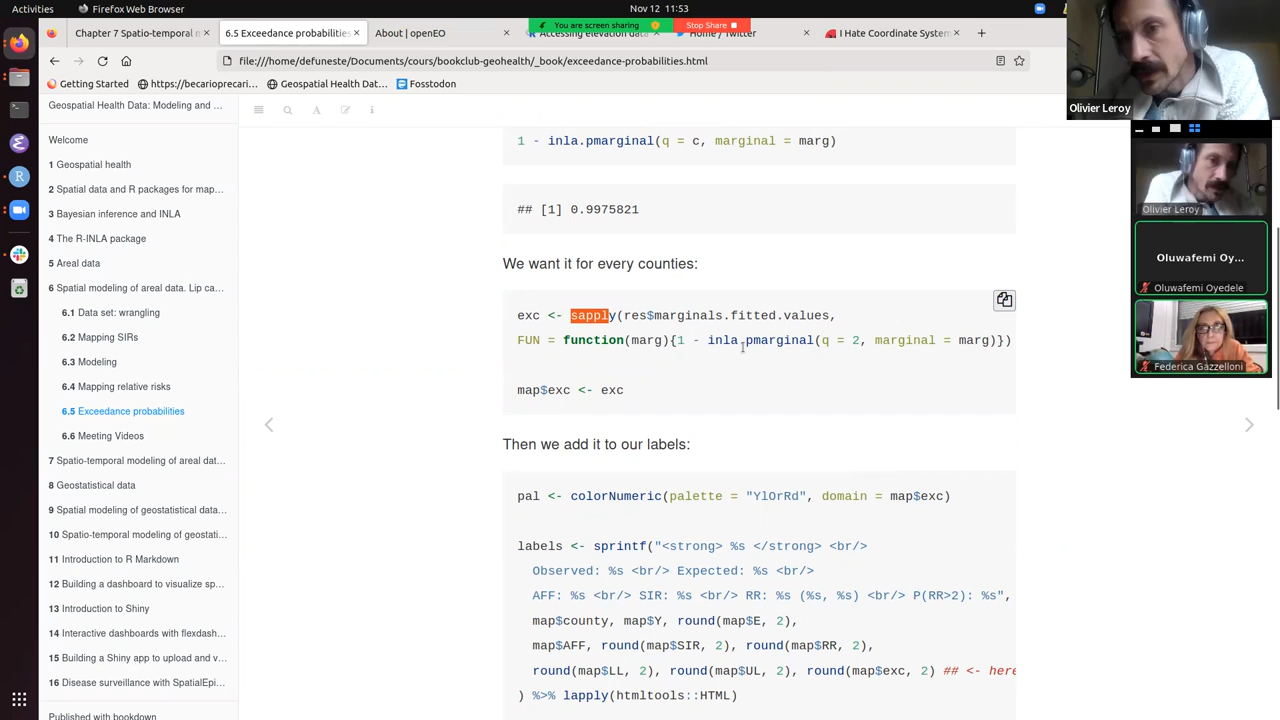 Activities
Firefox Web Browser
Nov 12 11:53
You are screen sharing
Stop Share
Chapter 7 Spatio-temporal m
6.5 Exceedance probabilities
About | openEO
Accessing elevation dat
Home / Twitter
I Hate Coordinate System
file:///home/defuneste/Documents/cours/bookclub-geohealth/_book/exceedance-probabilities.html
Getting Started
https://becarioprecari...
Geospatial Health Dat...
Fosstodon
Geospatial Health Data: Modeling and ...
Welcome
1 Geospatial health
2 Spatial data and R packages for map...
3 Bayesian inference and INLA
4 The R-INLA package
5 Areal data
6 Spatial modeling of areal data. Lip ca...
6.1 Data set: wrangling
6.2 Mapping SIRs
6.3 Modeling
6.4 Mapping relative risks
6.5 Exceedance probabilities
6.6 Meeting Videos
7 Spatio-temporal modeling of areal dat...
8 Geostatistical data
9 Spatial modeling of geostatistical data...
10 Spatio-temporal modeling of geostati...
11 Introduction to R Markdown
12 Building a dashboard to visualize sp...
13 Introduction to Shiny
14 Interactive dashboards with flexdash...
15 Building a Shiny app to upload and v...
16 Disease surveillance with SpatialEpi...
Published with bookdown
1 - inla.pmarginal(q = c, marginal = marg)
## [1] 0.9975821
We want it for every counties:
exc <- sapply(res$marginals.fitted.values,
FUN = function(marg){1 - inla.pmarginal(q = 2, marginal = marg)})
map$exc <- exc
Then we add it to our labels:
pal <- colorNumeric(palette = "YlOrRd", domain = map$exc)
labels <- sprintf("<strong> %s </strong> <br/>
Observed: %s <br/> Expected: %s <br/>
AFF: %s <br/> SIR: %s <br/> RR: %s (%s, %s) <br/> P(RR>2): %s",
map$county, map$Y, round(map$E, 2),
map$AFF, round(map$SIR, 2), round(map$RR, 2),
round(map$LL, 2), round(map$UL, 2), round(map$exc, 2) ## <- here
) %>% lapply(htmltools::HTML)
Olivier Leroy
Olivier Leroy
Oluwafemi Oy...
Oluwafemi Oyedele
Federica Gazzelloni